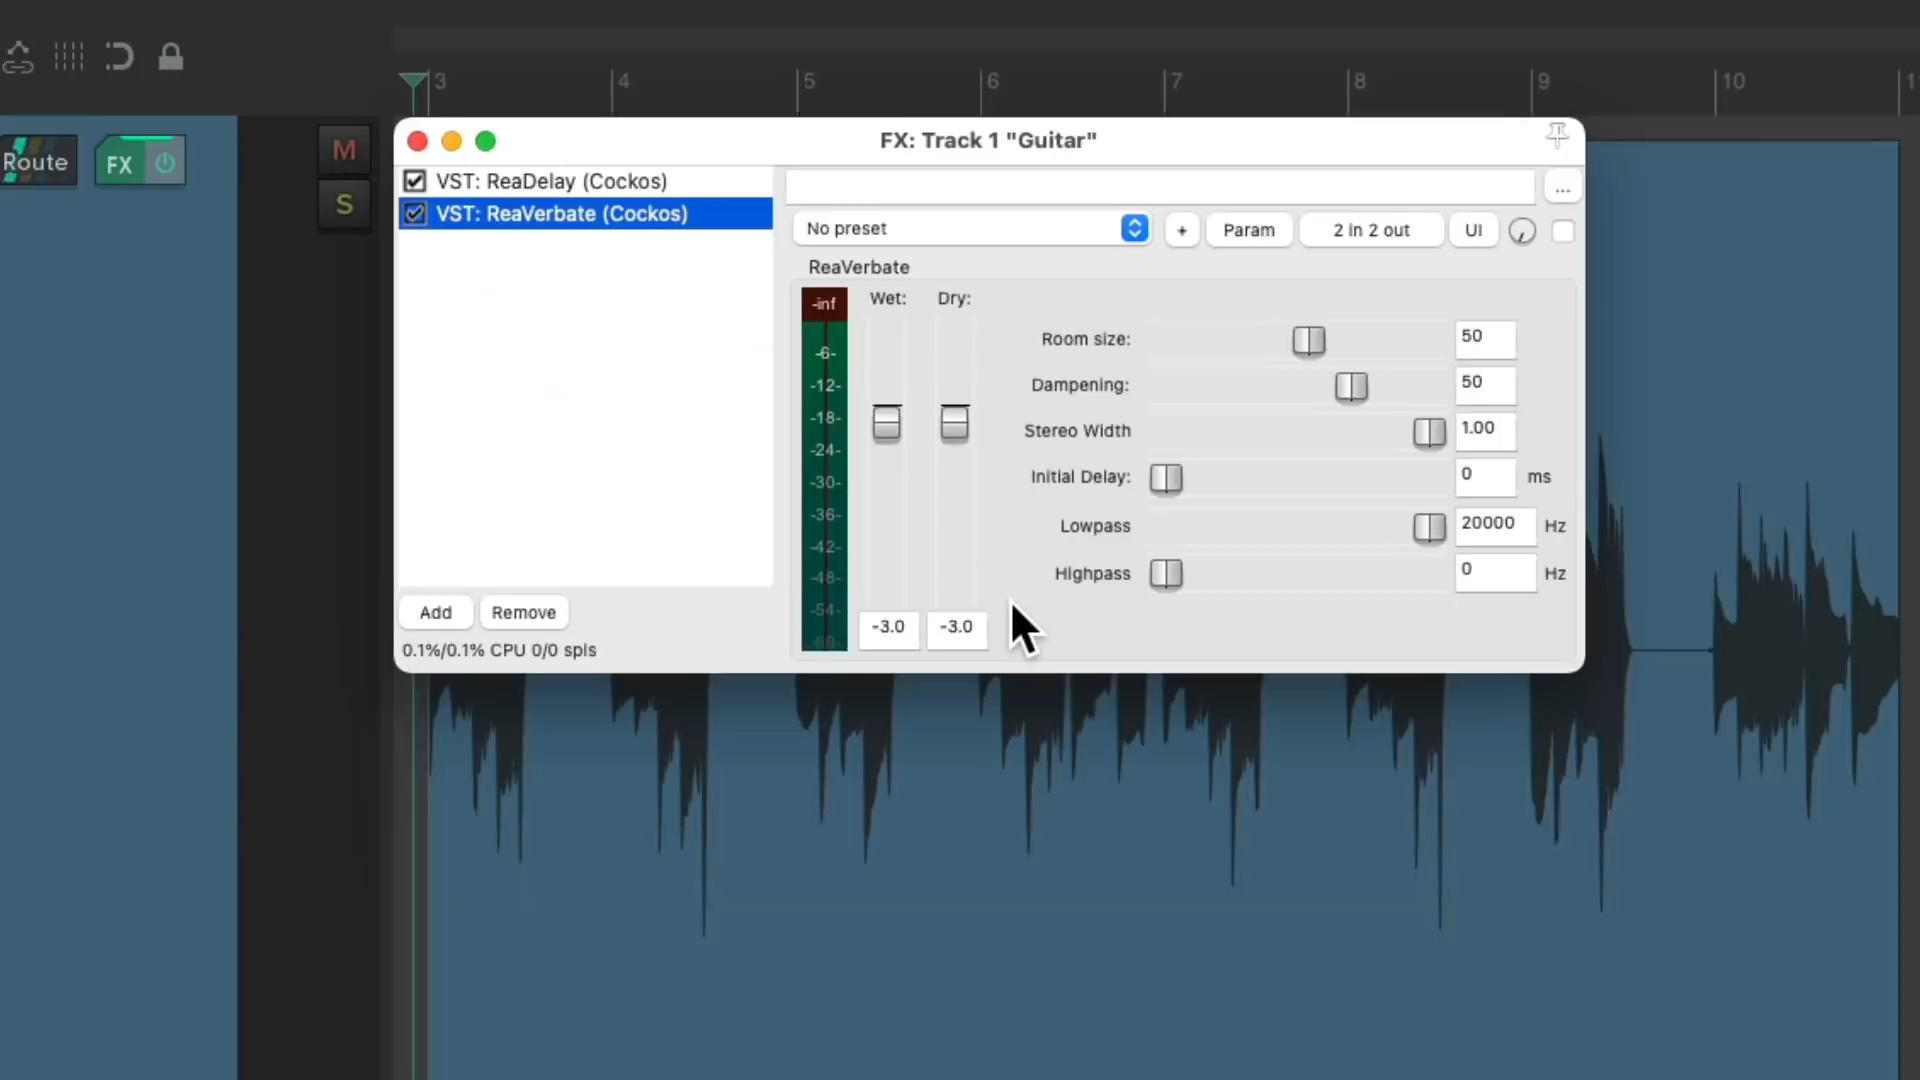 3 4 5 6 7 8 9 10
FX: Track 1 "Guitar"
Route
FX
M
S
VST: ReaDelay (Cockos)
VST: ReaVerbate (Cockos)
...
No preset
+
Param
2 in 2 out
UI
ReaVerbate
-inf
Wet:
Dry:
-6-
-12-
-18-
-24-
-30-
-36-
-42-
-48-
-54-
-60-
Room size:
50
Dampening:
50
Stereo Width
1.00
Initial Delay:
0
ms
Lowpass
20000
Hz
Highpass
0
Hz
-3.0
-3.0
Add
Remove
0.1%/0.1% CPU 0/0 spls